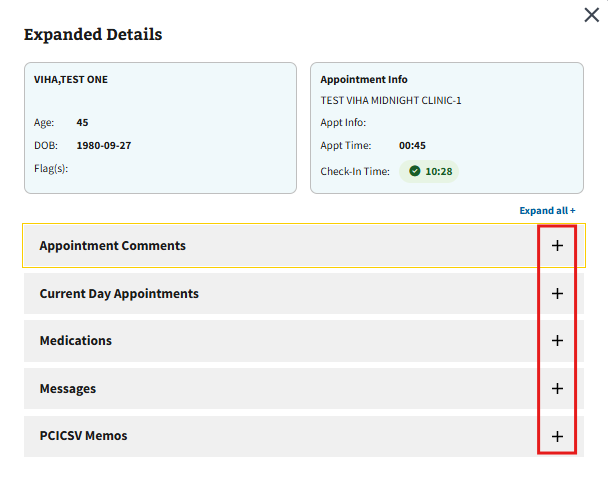 Expanded Details
VIHA,TEST ONE
Age: 45
DOB: 1980-09-27
Flag(s):
Appointment Info
TEST VIHA MIDNIGHT CLINIC-1
Appt Info:
Appt Time: 00:45
Check-In Time: 10:28
Expand all +
Appointment Comments +
Current Day Appointments +
Medications +
Messages +
PCICSV Memos +